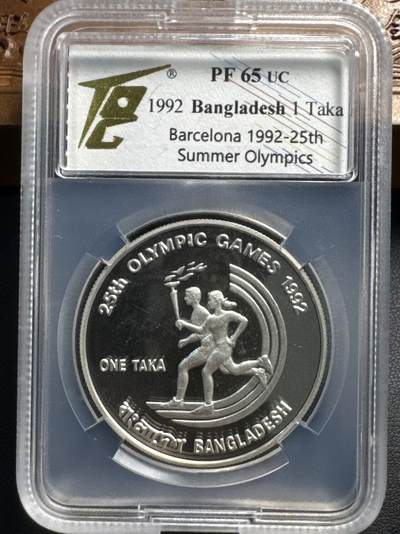 ®
PF 65 UC
1992 Bangladesh 1 Taka
Barcelona 1992-25th
Summer Olympics
25th OLYMPIC GAMES 1992
ONE TAKA
বাংলাদেশ BANGLADESH